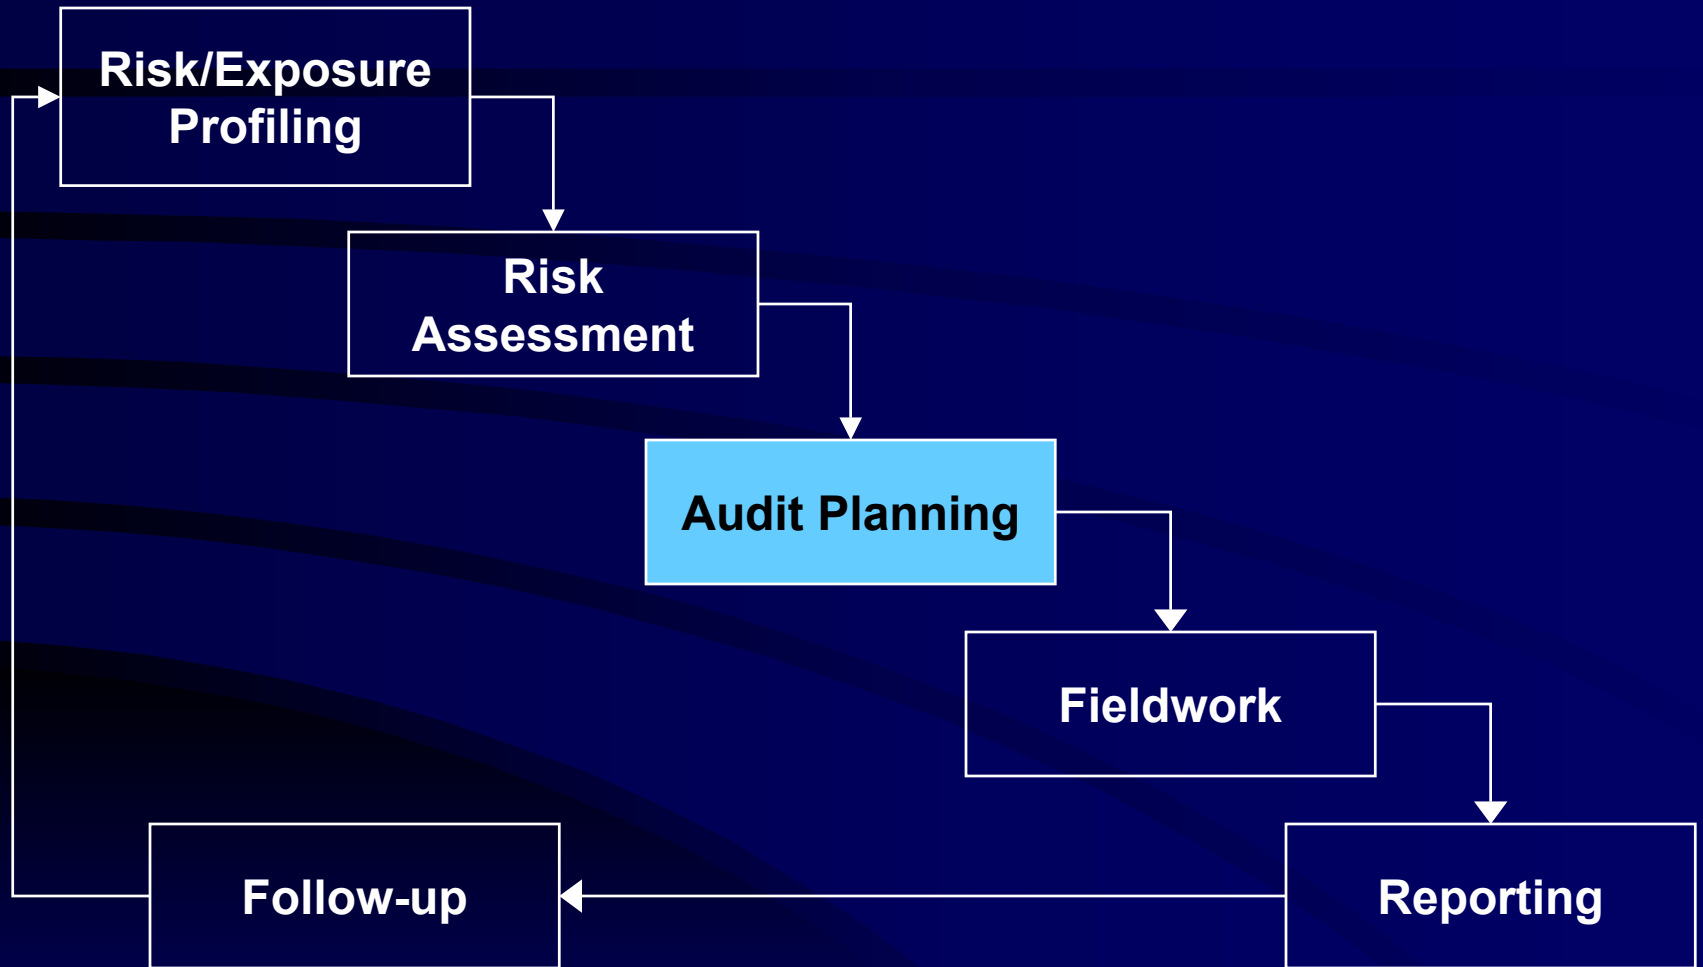 Risk/Exposure
Profiling
Risk
Assessment
Audit Planning
Fieldwork
Follow-up
Reporting